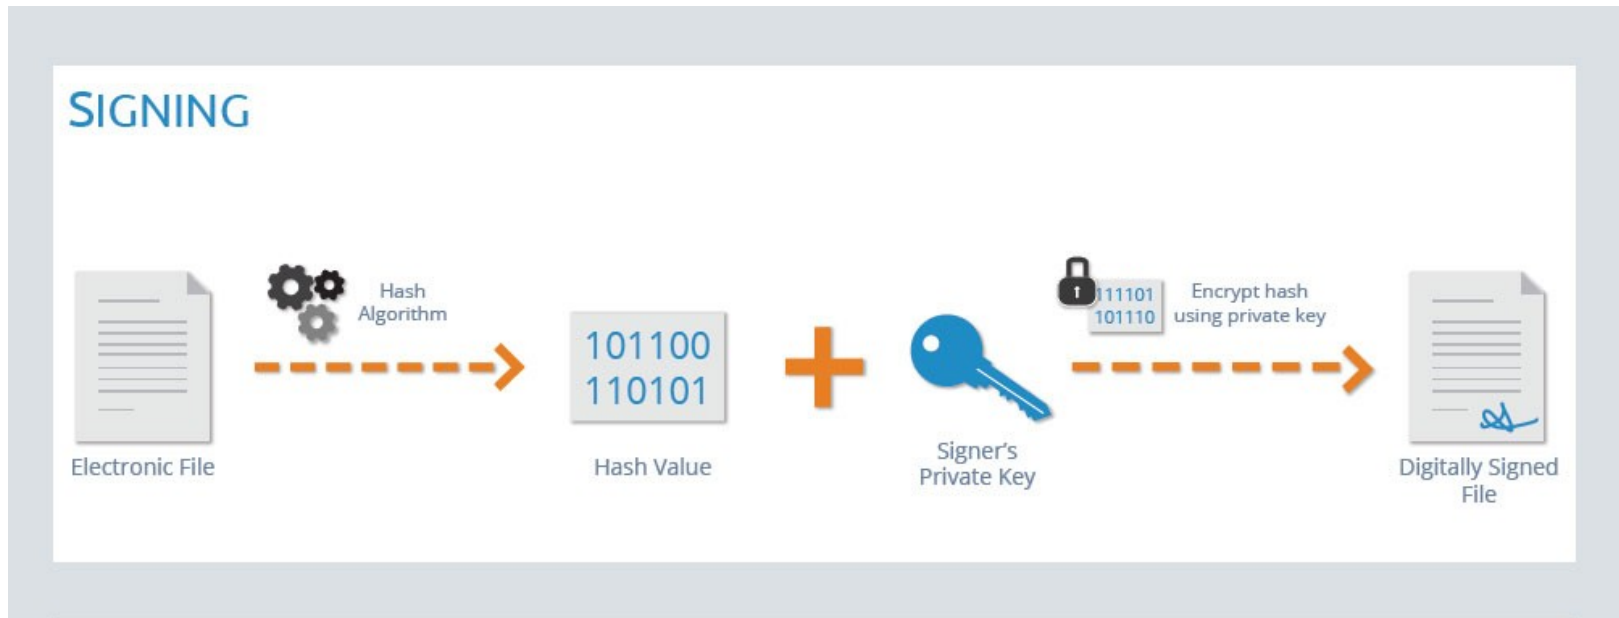 SIGNING
Hash
Algorithm
111101
101110
Encrypt hash
using private key
101100
110101
Electronic File
Hash Value
Signer's
Private Key
Digitally Signed
File